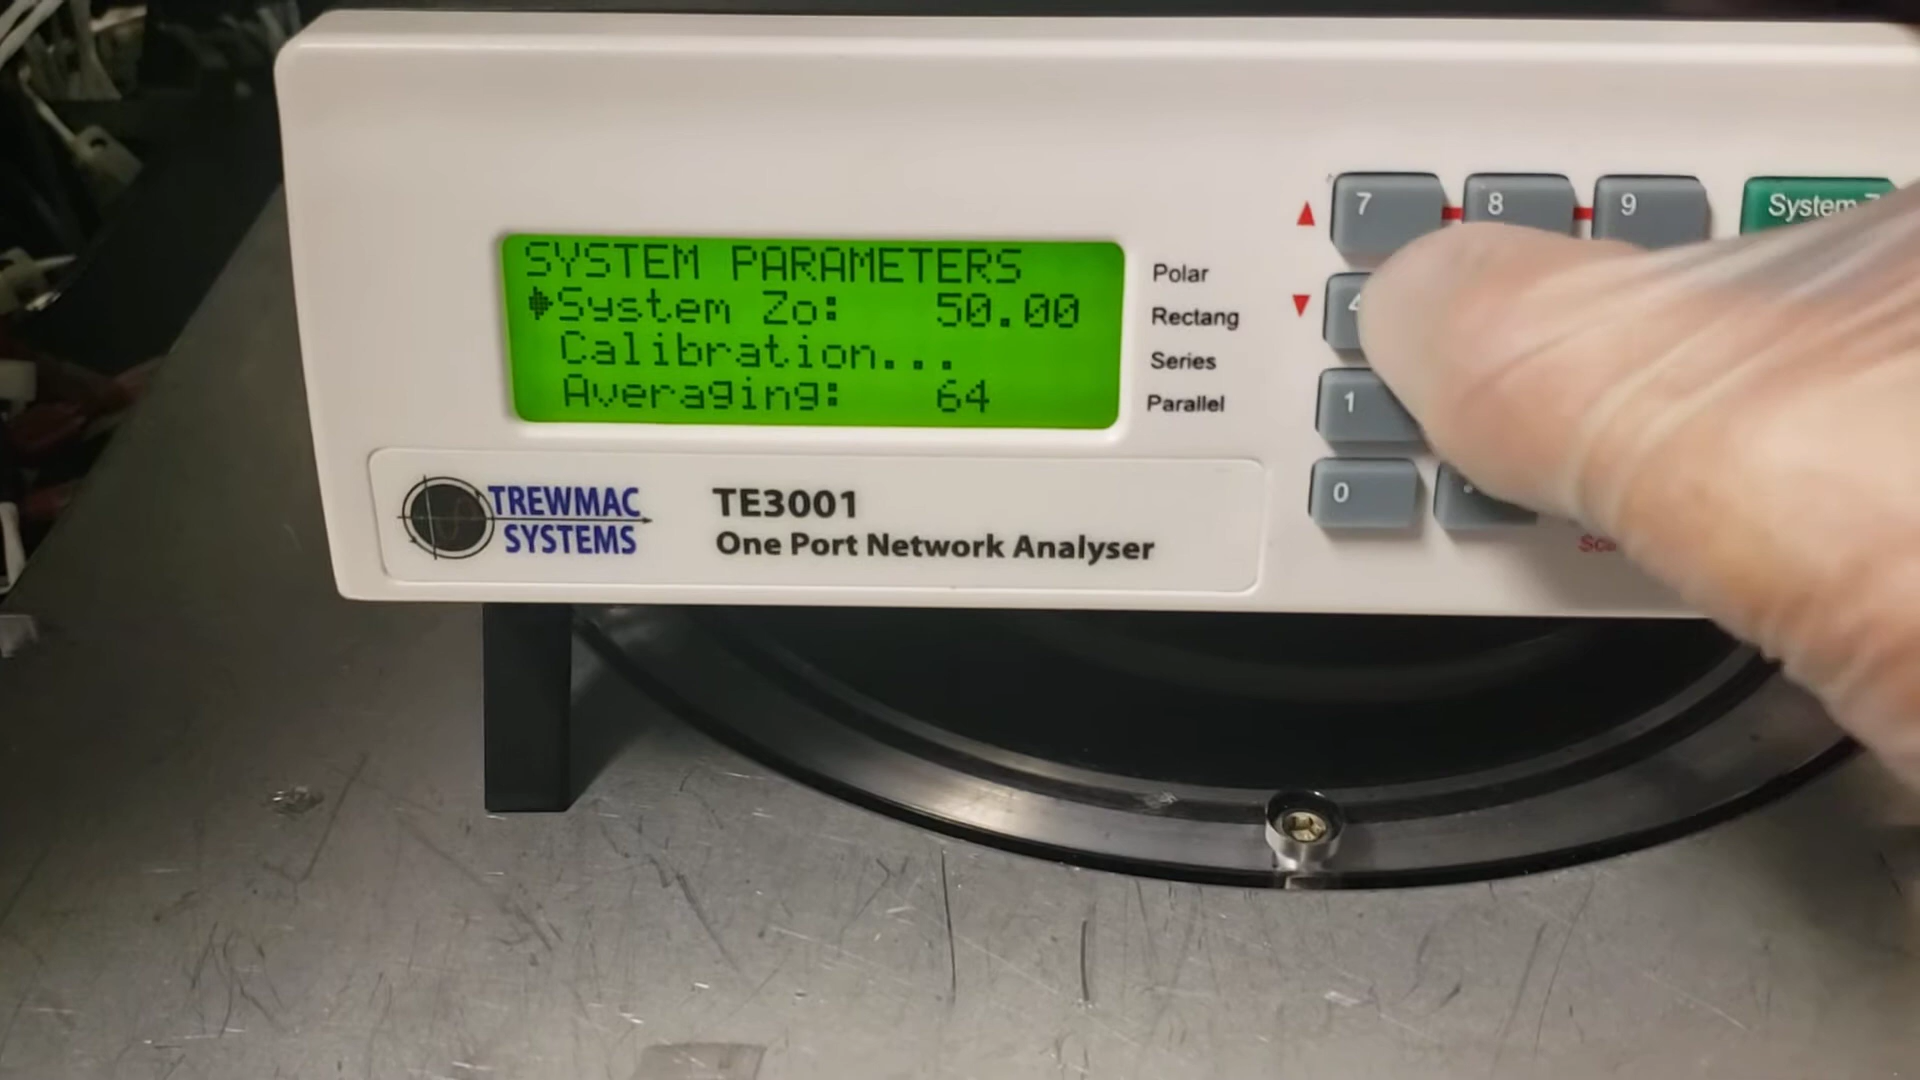 SYSTEM PARAMETERS
System Zo: 50.00
Calibration...
Averaging: 64
Polar
Rectang
Series
Parallel
TREWMAC
SYSTEMS
TE3001
One Port Network Analyser
7 8 9
System
4
1
0